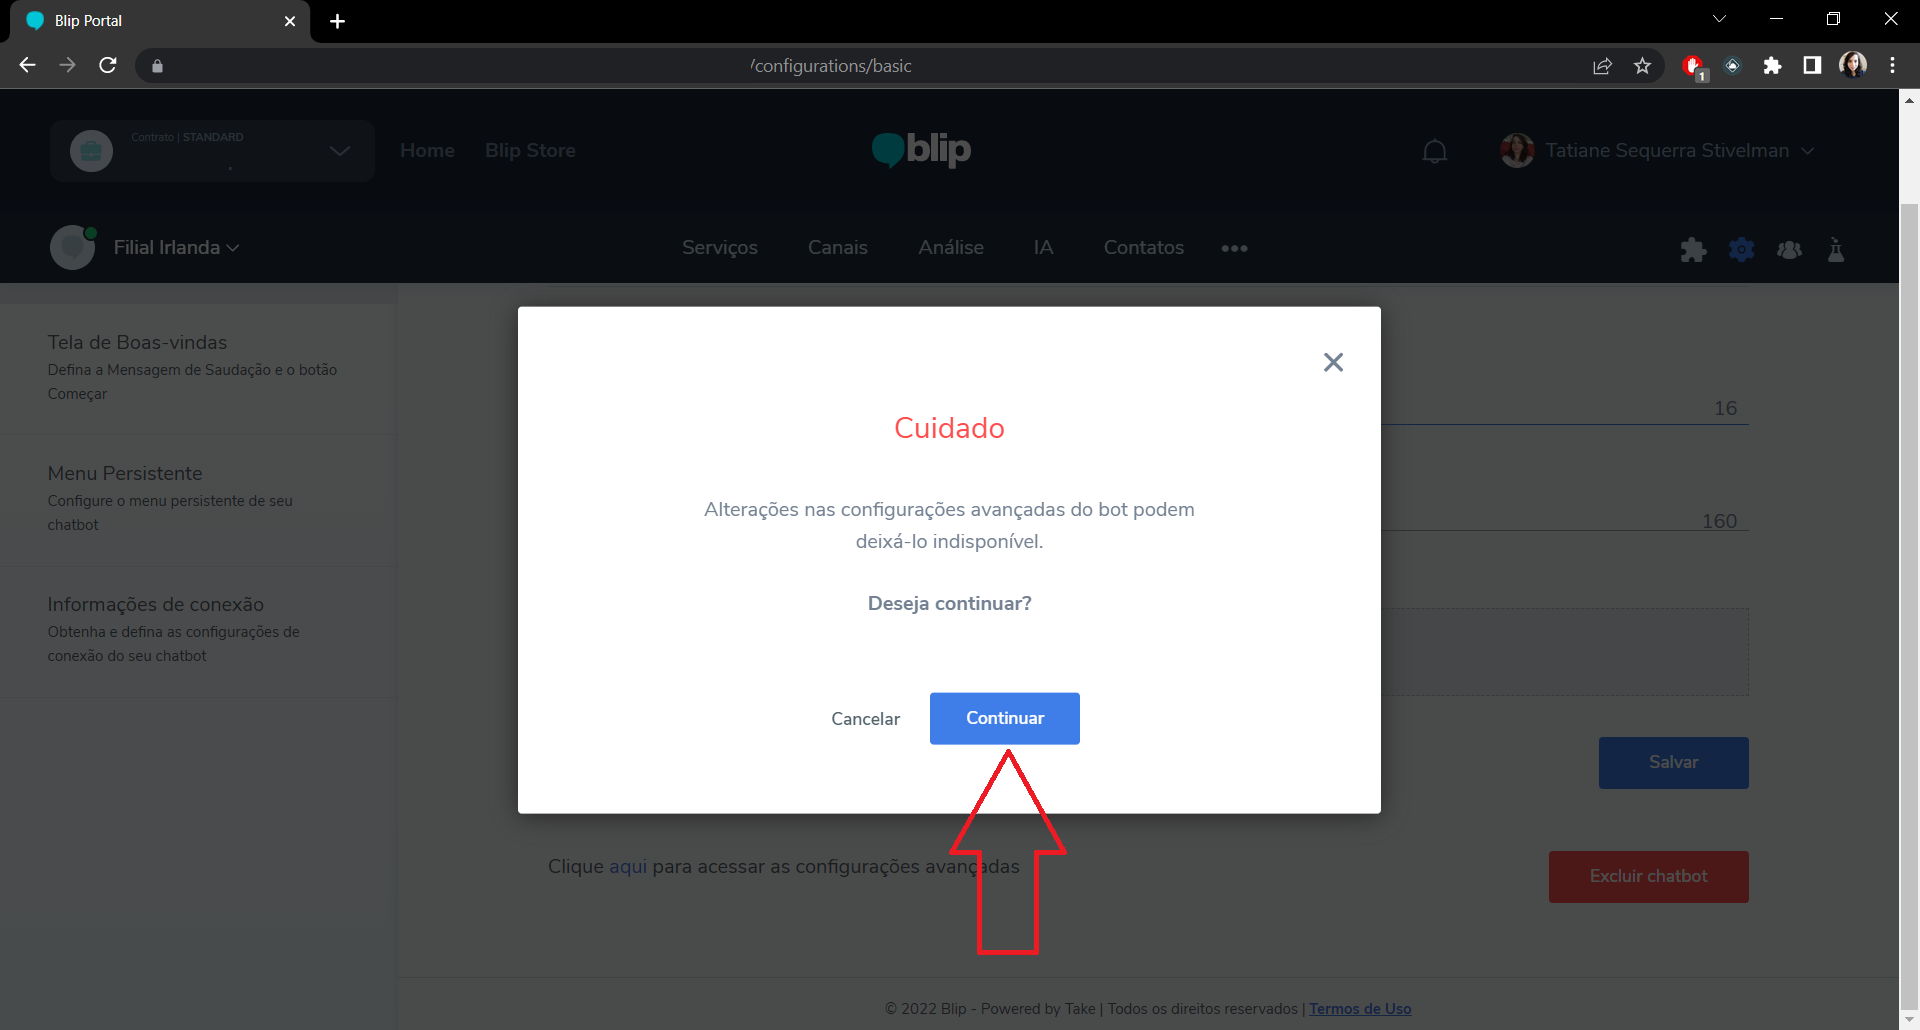 Blip Portal
/configurations/basic
1
Contrato | STANDARD
Home
Blip Store
blip
Tatiane Sequerra Stivelman
Filial Irlanda
Serviços
Canais
Análise
IA
Contatos
Tela de Boas-vindas
Defina a Mensagem de Saudação e o botão
Começar
Menu Persistente
Configure o menu persistente de seu
chatbot
Informações de conexão
Obtenha e defina as configurações de
conexão do seu chatbot
16
160
Cuidado
Alterações nas configurações avançadas do bot podem
deixá-lo indisponível.
Deseja continuar?
Cancelar
Continuar
Salvar
Clique aqui para acessar as configurações avançadas
Excluir chatbot
© 2022 Blip - Powered by Take | Todos os direitos reservados | Termos de Uso